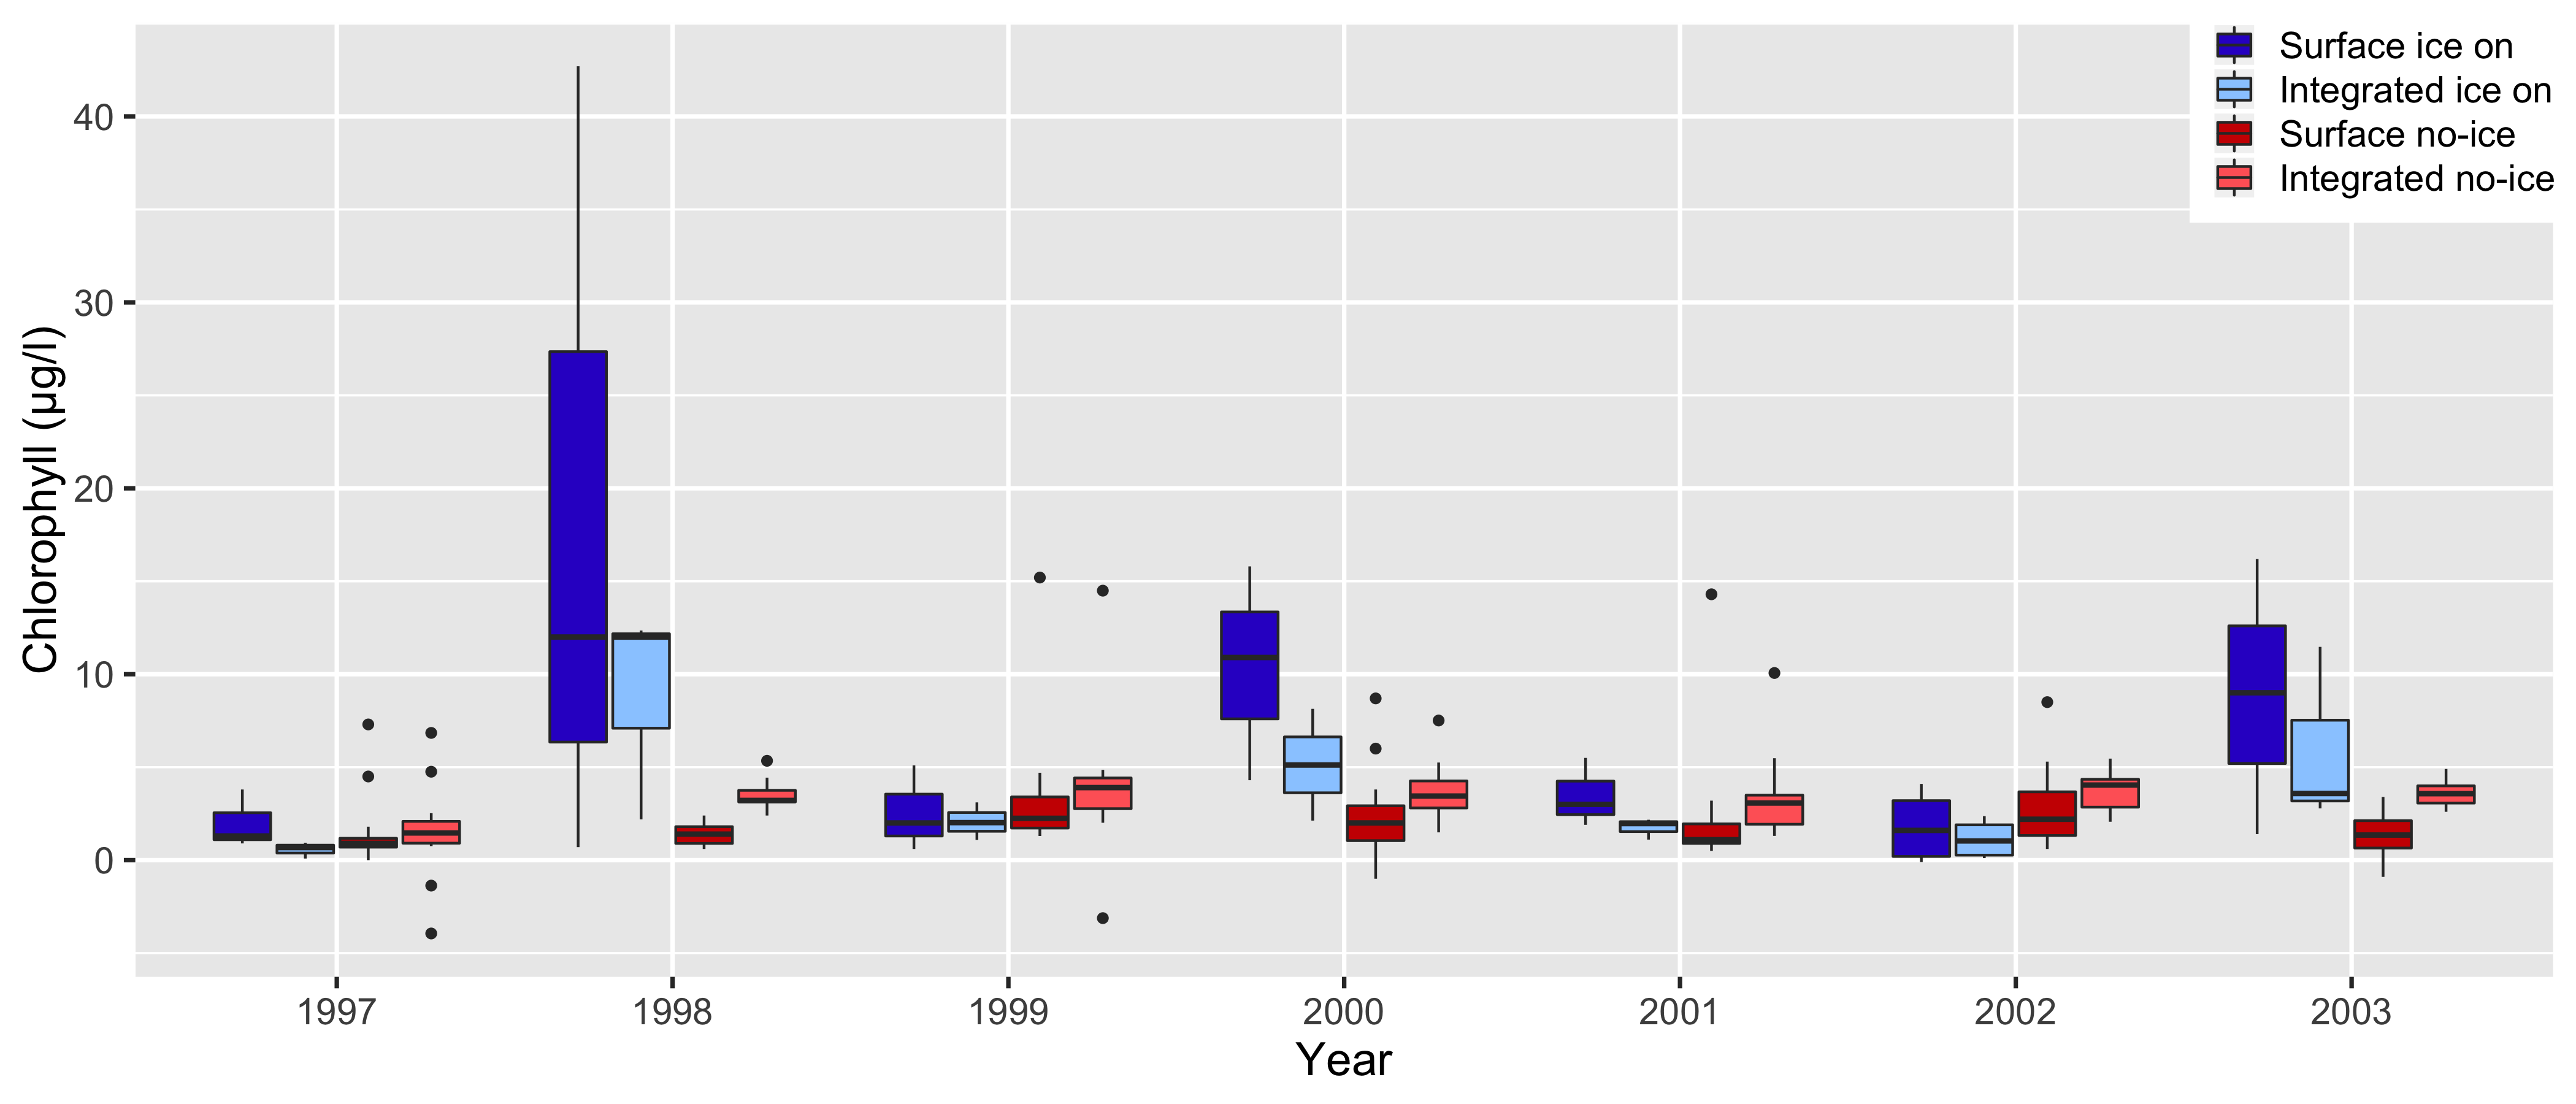 Surface ice on
Integrated ice on
Surface no-ice
Integrated no-ice
Chlorophyll (µg/l)
40
30
20
10
0
1997 1998 1999 2000 2001 2002 2003
Year